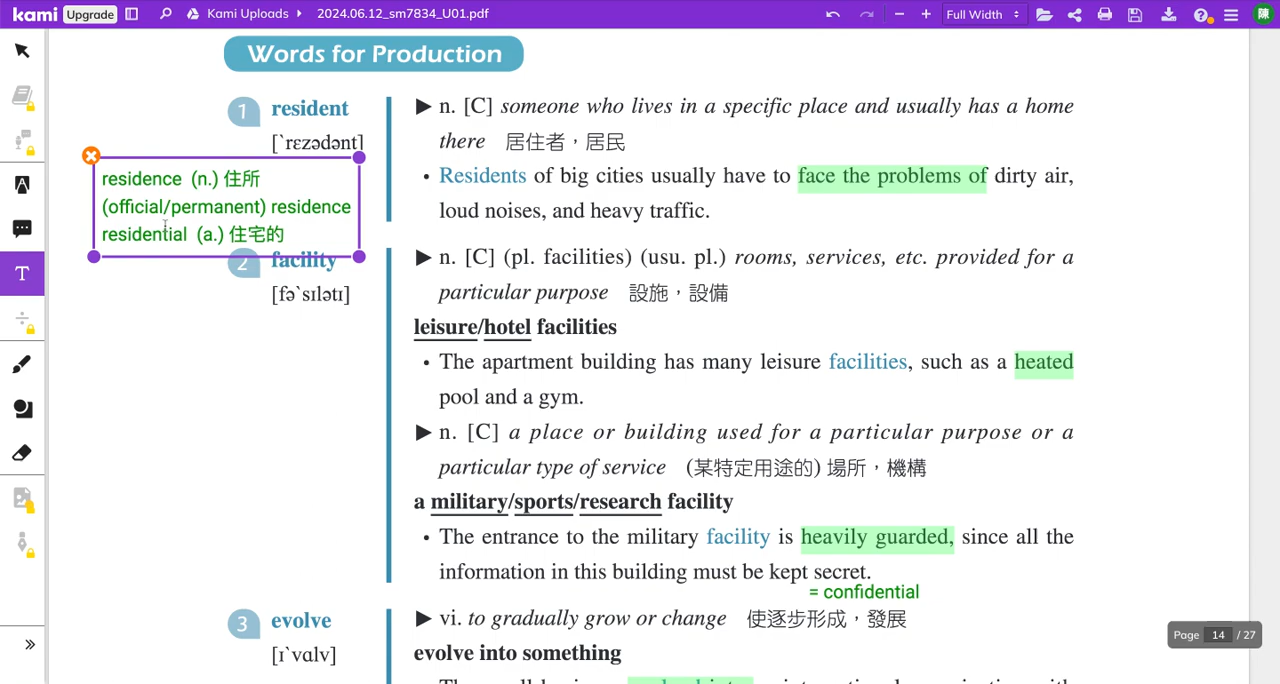 kami Upgrade Kami Uploads 2024.06.12_sm7834_U01.pdf Full Width 陳
Words for Production
1 resident
[ˋrɛzədənt]
▶ n. [C] someone who lives in a specific place and usually has a home
there 居住者，居民
• Residents of big cities usually have to face the problems of dirty air,
loud noises, and heavy traffic.
residence (n.) 住所
(official/permanent) residence
residential (a.) 住宅的
2 facility
[fəˋsɪlətɪ]
▶ n. [C] (pl. facilities) (usu. pl.) rooms, services, etc. provided for a
particular purpose 設施，設備
leisure/hotel facilities
• The apartment building has many leisure facilities, such as a heated
pool and a gym.
▶ n. [C] a place or building used for a particular purpose or a
particular type of service (某特定用途的) 場所，機構
a military/sports/research facility
• The entrance to the military facility is heavily guarded, since all the
information in this building must be kept secret.
= confidential
3 evolve
[ɪˋvɑlv]
▶ vi. to gradually grow or change 使逐步形成，發展
evolve into something
Page 14 / 27